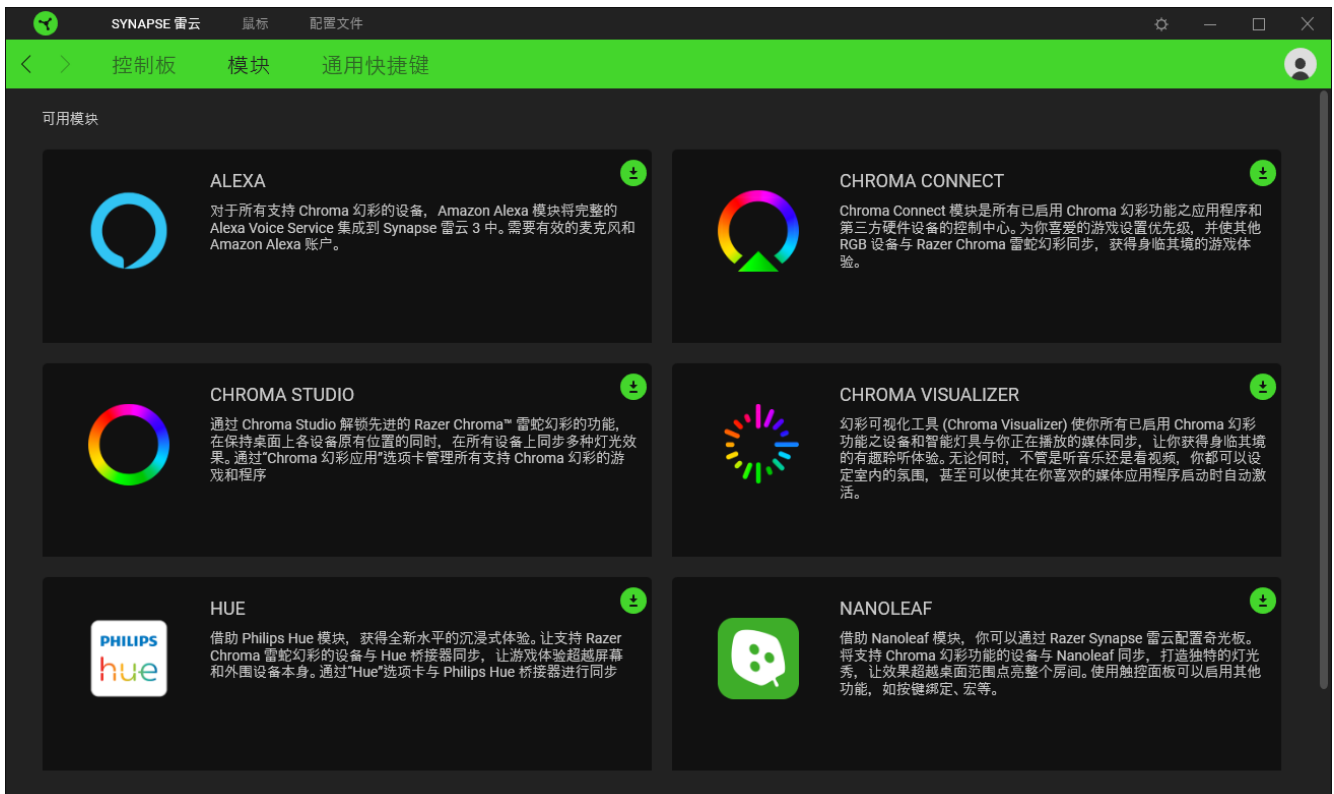 SYNAPSE 雷云 鼠标 配置文件
控制板 模块 通用快捷键
可用模块
ALEXA
对于所有支持 Chroma 幻彩的设备，Amazon Alexa 模块将完整的
Alexa Voice Service 集成到 Synapse 雷云 3 中。需要有效的麦克风和
Amazon Alexa 账户。
CHROMA CONNECT
Chroma Connect 模块是所有已启用 Chroma 幻彩功能之应用程序和
第三方硬件设备的控制中心。为你喜爱的游戏设置优先级，并使其他
RGB 设备与 Razer Chroma 雷蛇幻彩同步，获得身临其境的游戏体
验。
CHROMA STUDIO
通过 Chroma Studio 解锁先进的 Razer Chroma™ 雷蛇幻彩的功能，
在保持桌面上各设备原有位置的同时，在所有设备上同步多种灯光效
果。通过“Chroma 幻彩应用”选项卡管理所有支持 Chroma 幻彩的游
戏和程序
CHROMA VISUALIZER
幻彩可视化工具 (Chroma Visualizer) 使你所有已启用 Chroma 幻彩
功能之设备和智能灯具与你正在播放的媒体同步，让你获得身临其境
的有趣聆听体验。无论何时，不管是听音乐还是看视频，你都可以设
定室内的氛围，甚至可以使其在你喜欢的媒体应用程序启动时自动激
活。
PHILIPS
hue
HUE
借助 Philips Hue 模块，获得全新水平的沉浸式体验。让支持 Razer
Chroma 雷蛇幻彩的设备与 Hue 桥接器同步，让游戏体验超越屏幕
和外围设备本身。通过“Hue”选项卡与 Philips Hue 桥接器进行同步
NANOLEAF
借助 Nanoleaf 模块，你可以通过 Razer Synapse 雷云配置奇光板。
将支持 Chroma 幻彩功能的设备与 Nanoleaf 同步，打造独特的灯光
秀，让效果超越桌面范围点亮整个房间。使用触控面板可以启用其他
功能，如按键绑定、宏等。